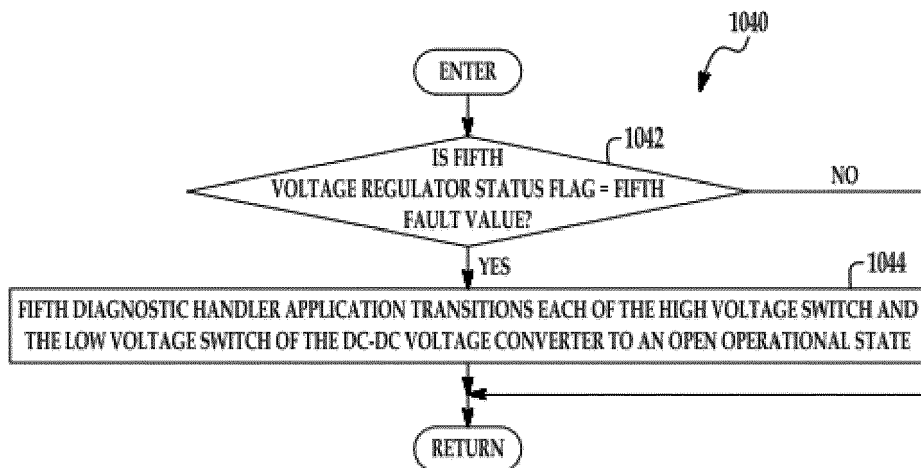 1040
ENTER
1042
IS FIFTH
VOLTAGE REGULATOR STATUS FLAG = FIFTH
FAULT VALUE?
NO
YES
1044
FIFTH DIAGNOSTIC HANDLER APPLICATION TRANSITIONS EACH OF THE HIGH VOLTAGE SWITCH AND
THE LOW VOLTAGE SWITCH OF THE DC-DC VOLTAGE CONVERTER TO AN OPEN OPERATIONAL STATE
RETURN